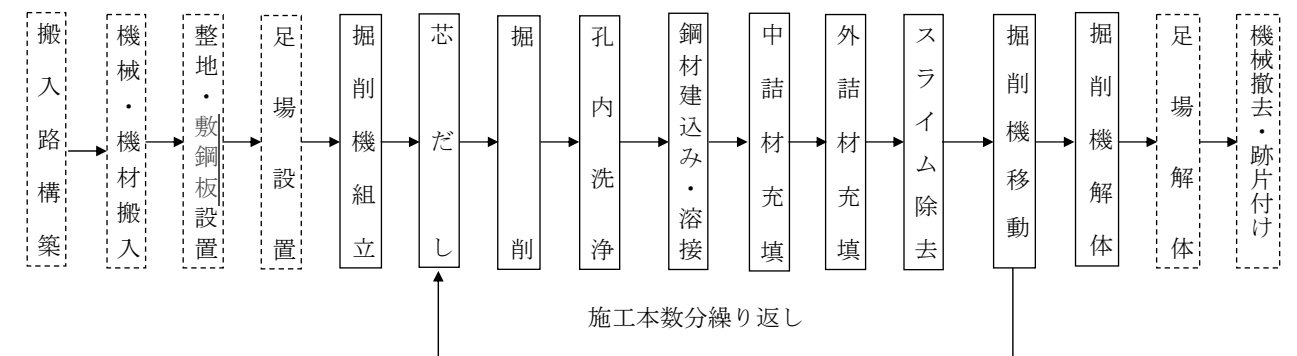 搬入路構築
機械・機材搬入
整地・敷鋼板設置
足場設置
掘削機組立
芯だし
掘削
孔内洗浄
鋼材建込み・溶接
中詰材充填
外詰材充填
スライム除去
掘削機移動
掘削機解体
足場解体
機械撤去・跡片付け
施工本数分繰り返し